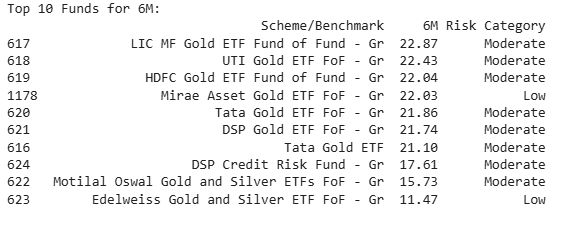 Top 10 Funds for 6M:
Scheme/Benchmark 6M Risk Category
617 LIC MF Gold ETF Fund of Fund - Gr 22.87 Moderate
618 UTI Gold ETF FoF - Gr 22.43 Moderate
619 HDFC Gold ETF Fund of Fund - Gr 22.04 Moderate
1178 Mirae Asset Gold ETF FoF - Gr 22.03 Low
620 Tata Gold ETF FoF - Gr 21.86 Moderate
621 DSP Gold ETF FoF - Gr 21.74 Moderate
616 Tata Gold ETF 21.10 Moderate
624 DSP Credit Risk Fund - Gr 17.61 Moderate
622 Motilal Oswal Gold and Silver ETFs FoF - Gr 15.73 Moderate
623 Edelweiss Gold and Silver ETF FoF - Gr 11.47 Low